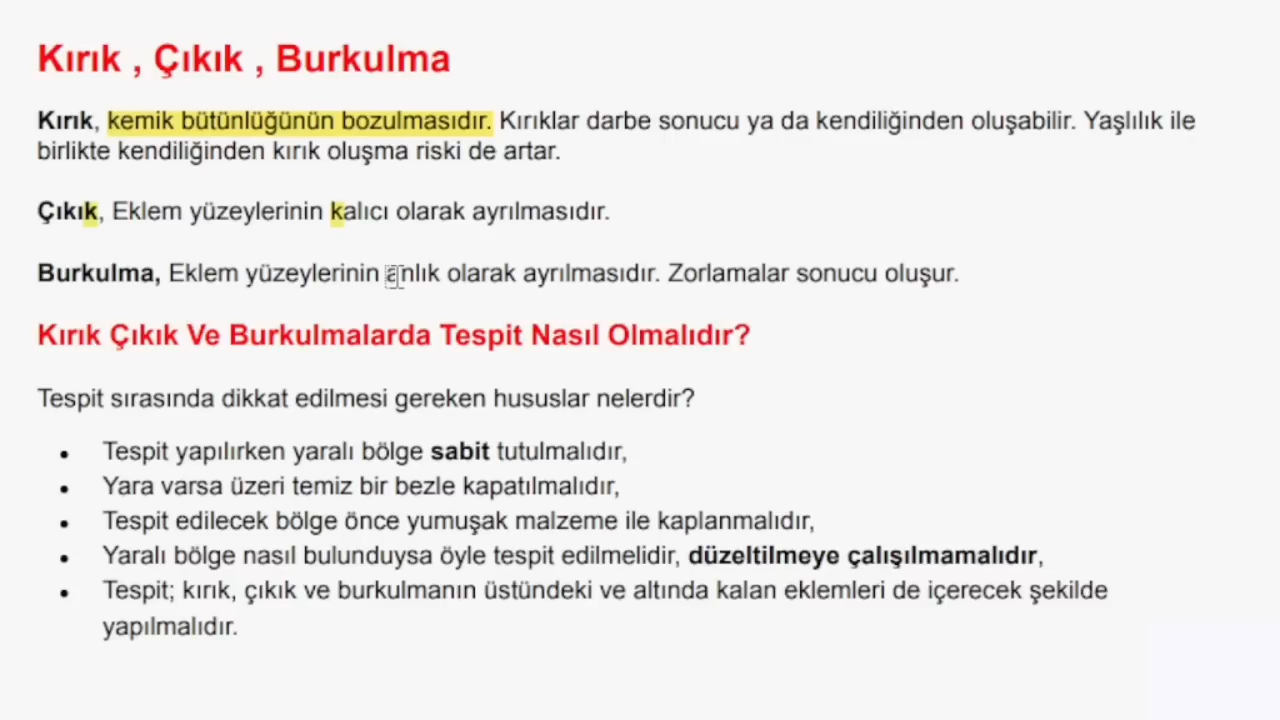 Kırık , Çıkık , Burkulma
Kırık, kemik bütünlüğünün bozulmasıdır. Kırıklar darbe sonucu ya da kendiliğinden oluşabilir. Yaşlılık ile
birlikte kendiliğinden kırık oluşma riski de artar.
Çıkık, Eklem yüzeylerinin kalıcı olarak ayrılmasıdır.
Burkulma, Eklem yüzeylerinin anlık olarak ayrılmasıdır. Zorlamalar sonucu oluşur.
Kırık Çıkık Ve Burkulmalarda Tespit Nasıl Olmalıdır?
Tespit sırasında dikkat edilmesi gereken hususlar nelerdir?
• Tespit yapılırken yaralı bölge sabit tutulmalıdır,
• Yara varsa üzeri temiz bir bezle kapatılmalıdır,
• Tespit edilecek bölge önce yumuşak malzeme ile kaplanmalıdır,
• Yaralı bölge nasıl bulunduysa öyle tespit edilmelidir, düzeltilmeye çalışılmamalıdır,
• Tespit; kırık, çıkık ve burkulmanın üstündeki ve altında kalan eklemleri de içerecek şekilde
yapılmalıdır.